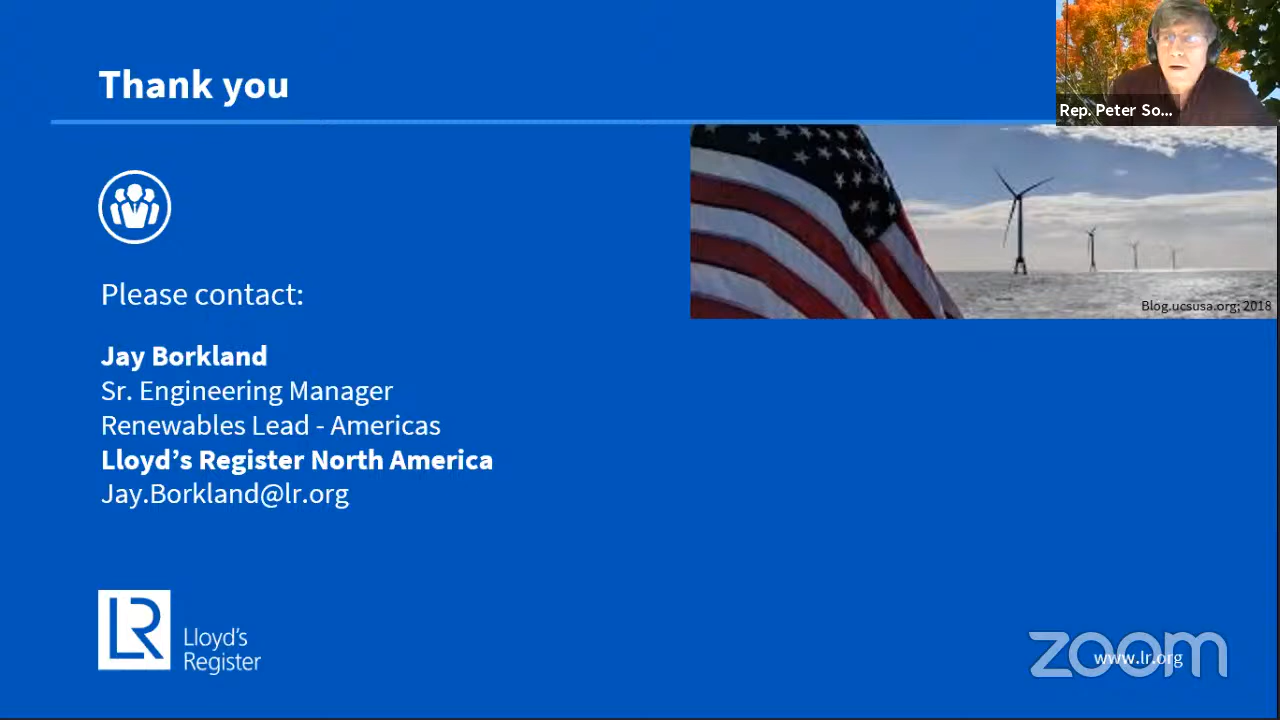 Thank you
Rep. Peter So...
Blog.ucsusa.org; 2018
Please contact:
Jay Borkland
Sr. Engineering Manager
Renewables Lead - Americas
Lloyd’s Register North America
Jay.Borkland@lr.org
LR
Lloyd's
Register
zoom
www.lr.org